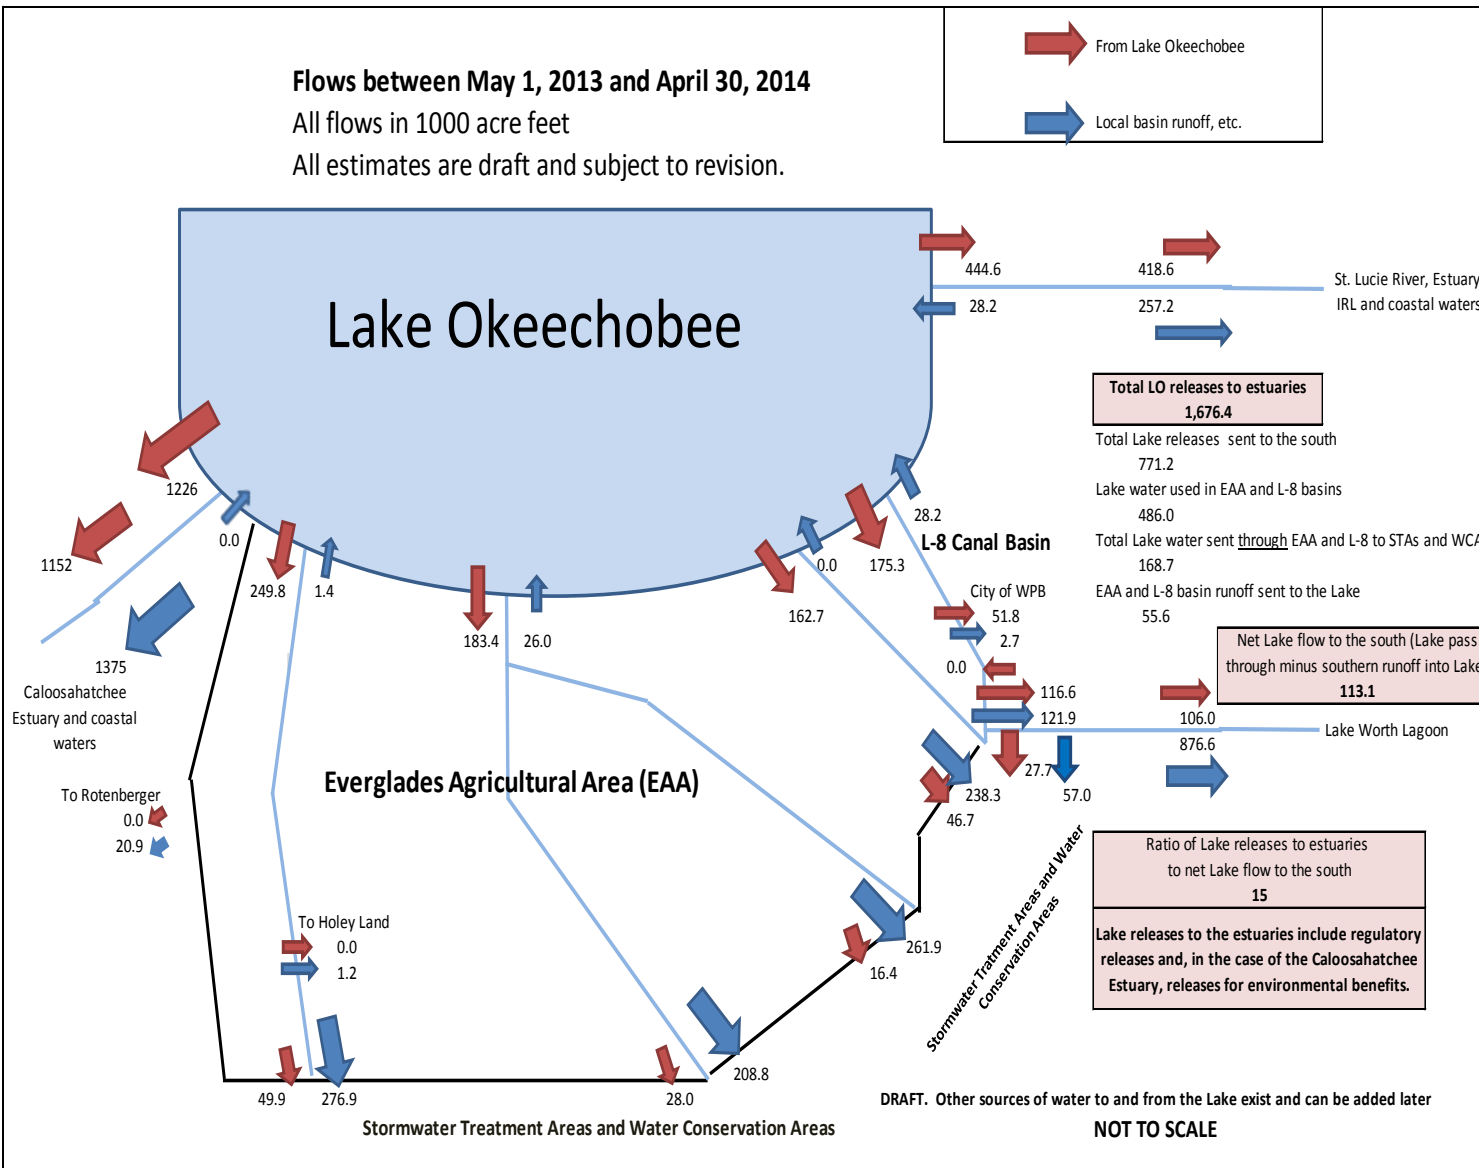 From Lake Okeechobee
Flows between May 1, 2013 and April 30, 2014
All flows in 1000 acre feet
Local basin runoff, etc.
All estimates are draft and subject to revision.
444.6
418.6
St. Lucie River, Estuary
28.2
257.2
IRL and coastal waters
Lake Okeechobee
Total LO releases to estuaries
1,676.4
Total Lake releases sent to the south
771.2
Lake water used in EAA and L-8 basins
486.0
Total Lake water sent through EAA and L-8 to STAs and WCA
168.7
EAA and L-8 basin runoff sent to the Lake
55.6
Net Lake flow to the south (Lake pass
through minus southern runoff into Lake
113.1
1226
0.0
1152
249.8
1.4
183.4
26.0
162.7
0.0
175.3
28.2
L-8 Canal Basin
City of WPB
51.8
2.7
0.0
116.6
121.9
106.0
876.6
Lake Worth Lagoon
27.7
57.0
238.3
46.7
1375
Caloosahatchee
Estuary and coastal
waters
Everglades Agricultural Area (EAA)
To Rotenberger
0.0
20.9
Ratio of Lake releases to estuaries
to net Lake flow to the south
15
Lake releases to the estuaries include regulatory
releases and, in the case of the Caloosahatchee
Estuary, releases for environmental benefits.
Stormwater Tratment Areas and Water
Conservation Areas
To Holey Land
0.0
1.2
261.9
16.4
208.8
49.9
276.9
28.0
DRAFT. Other sources of water to and from the Lake exist and can be added later
Stormwater Treatment Areas and Water Conservation Areas
NOT TO SCALE